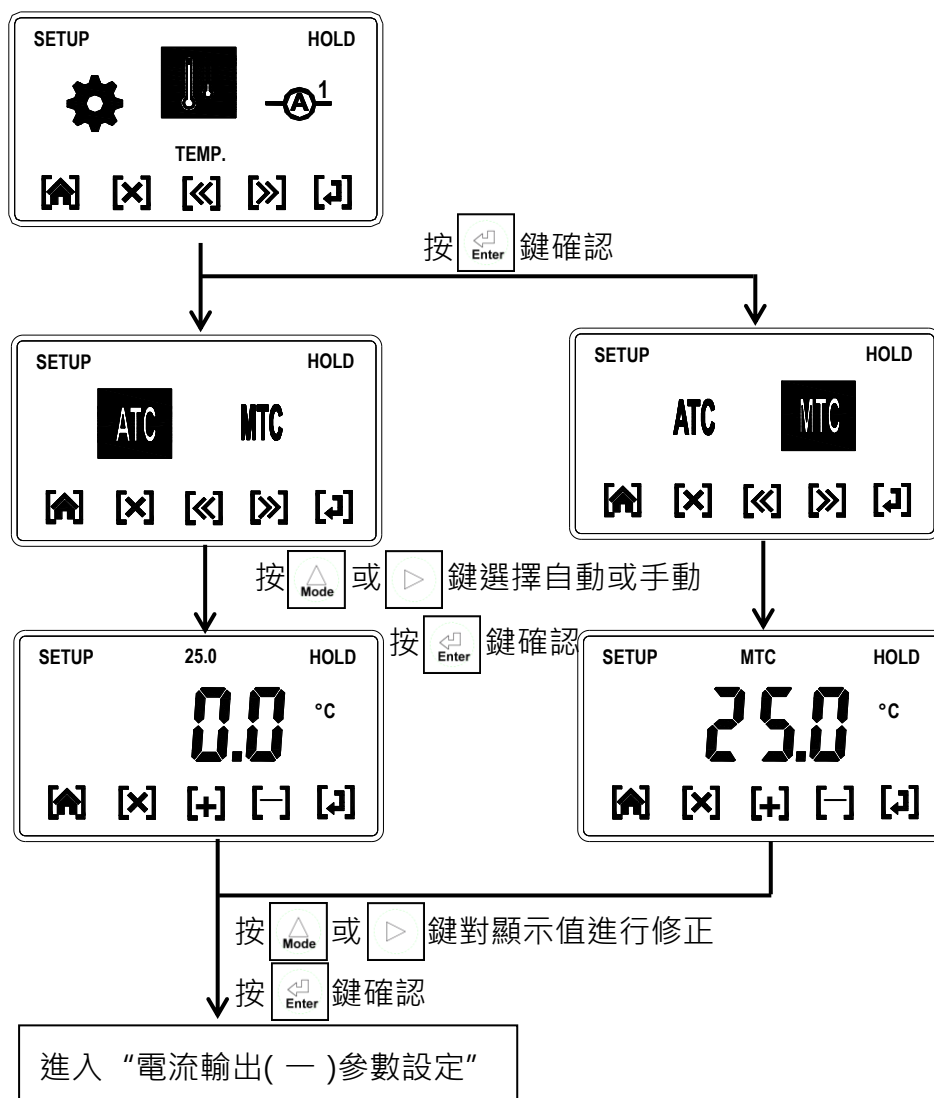 SETUP HOLD
A 1
TEMP.
按 Enter 鍵確認
SETUP HOLD
ATC MTC
SETUP HOLD
ATC MTC
按 Mode 或 鍵選擇自動或手動
按 Enter 鍵確認
SETUP 25.0 HOLD
0.0 °C
SETUP MTC HOLD
25.0 °C
按 Mode 或 鍵對顯示值進行修正
按 Enter 鍵確認
進入 “電流輸出( 一 )參數設定”